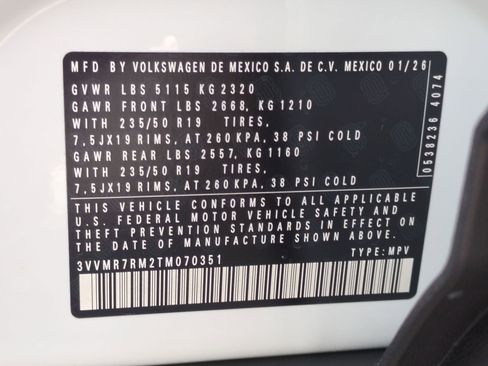 MFD BY VOLKSWAGEN DE MEXICO S.A. DE C.V. MEXICO 01/26
GVWR LBS 5115 KG 2320
GAWR FRONT LBS 2668, KG 1210
WITH 235/50 R19 TIRES,
7,5JX19 RIMS, AT 260 KPA, 38 PSI COLD
GAWR REAR LBS 2557, KG 1160
WITH 235/50 R19 TIRES,
7,5JX19 RIMS, AT 260 KPA, 38 PSI COLD
THIS VEHICLE CONFORMS TO ALL APPLICABLE
U.S. FEDERAL MOTOR VEHICLE SAFETY AND
THEFT PREVENTION STANDARDS IN EFFECT ON
THE DATE OF MANUFACTURE SHOWN ABOVE.
3VVMR7RM2TM070351 TYPE: MPV
0538236 4074